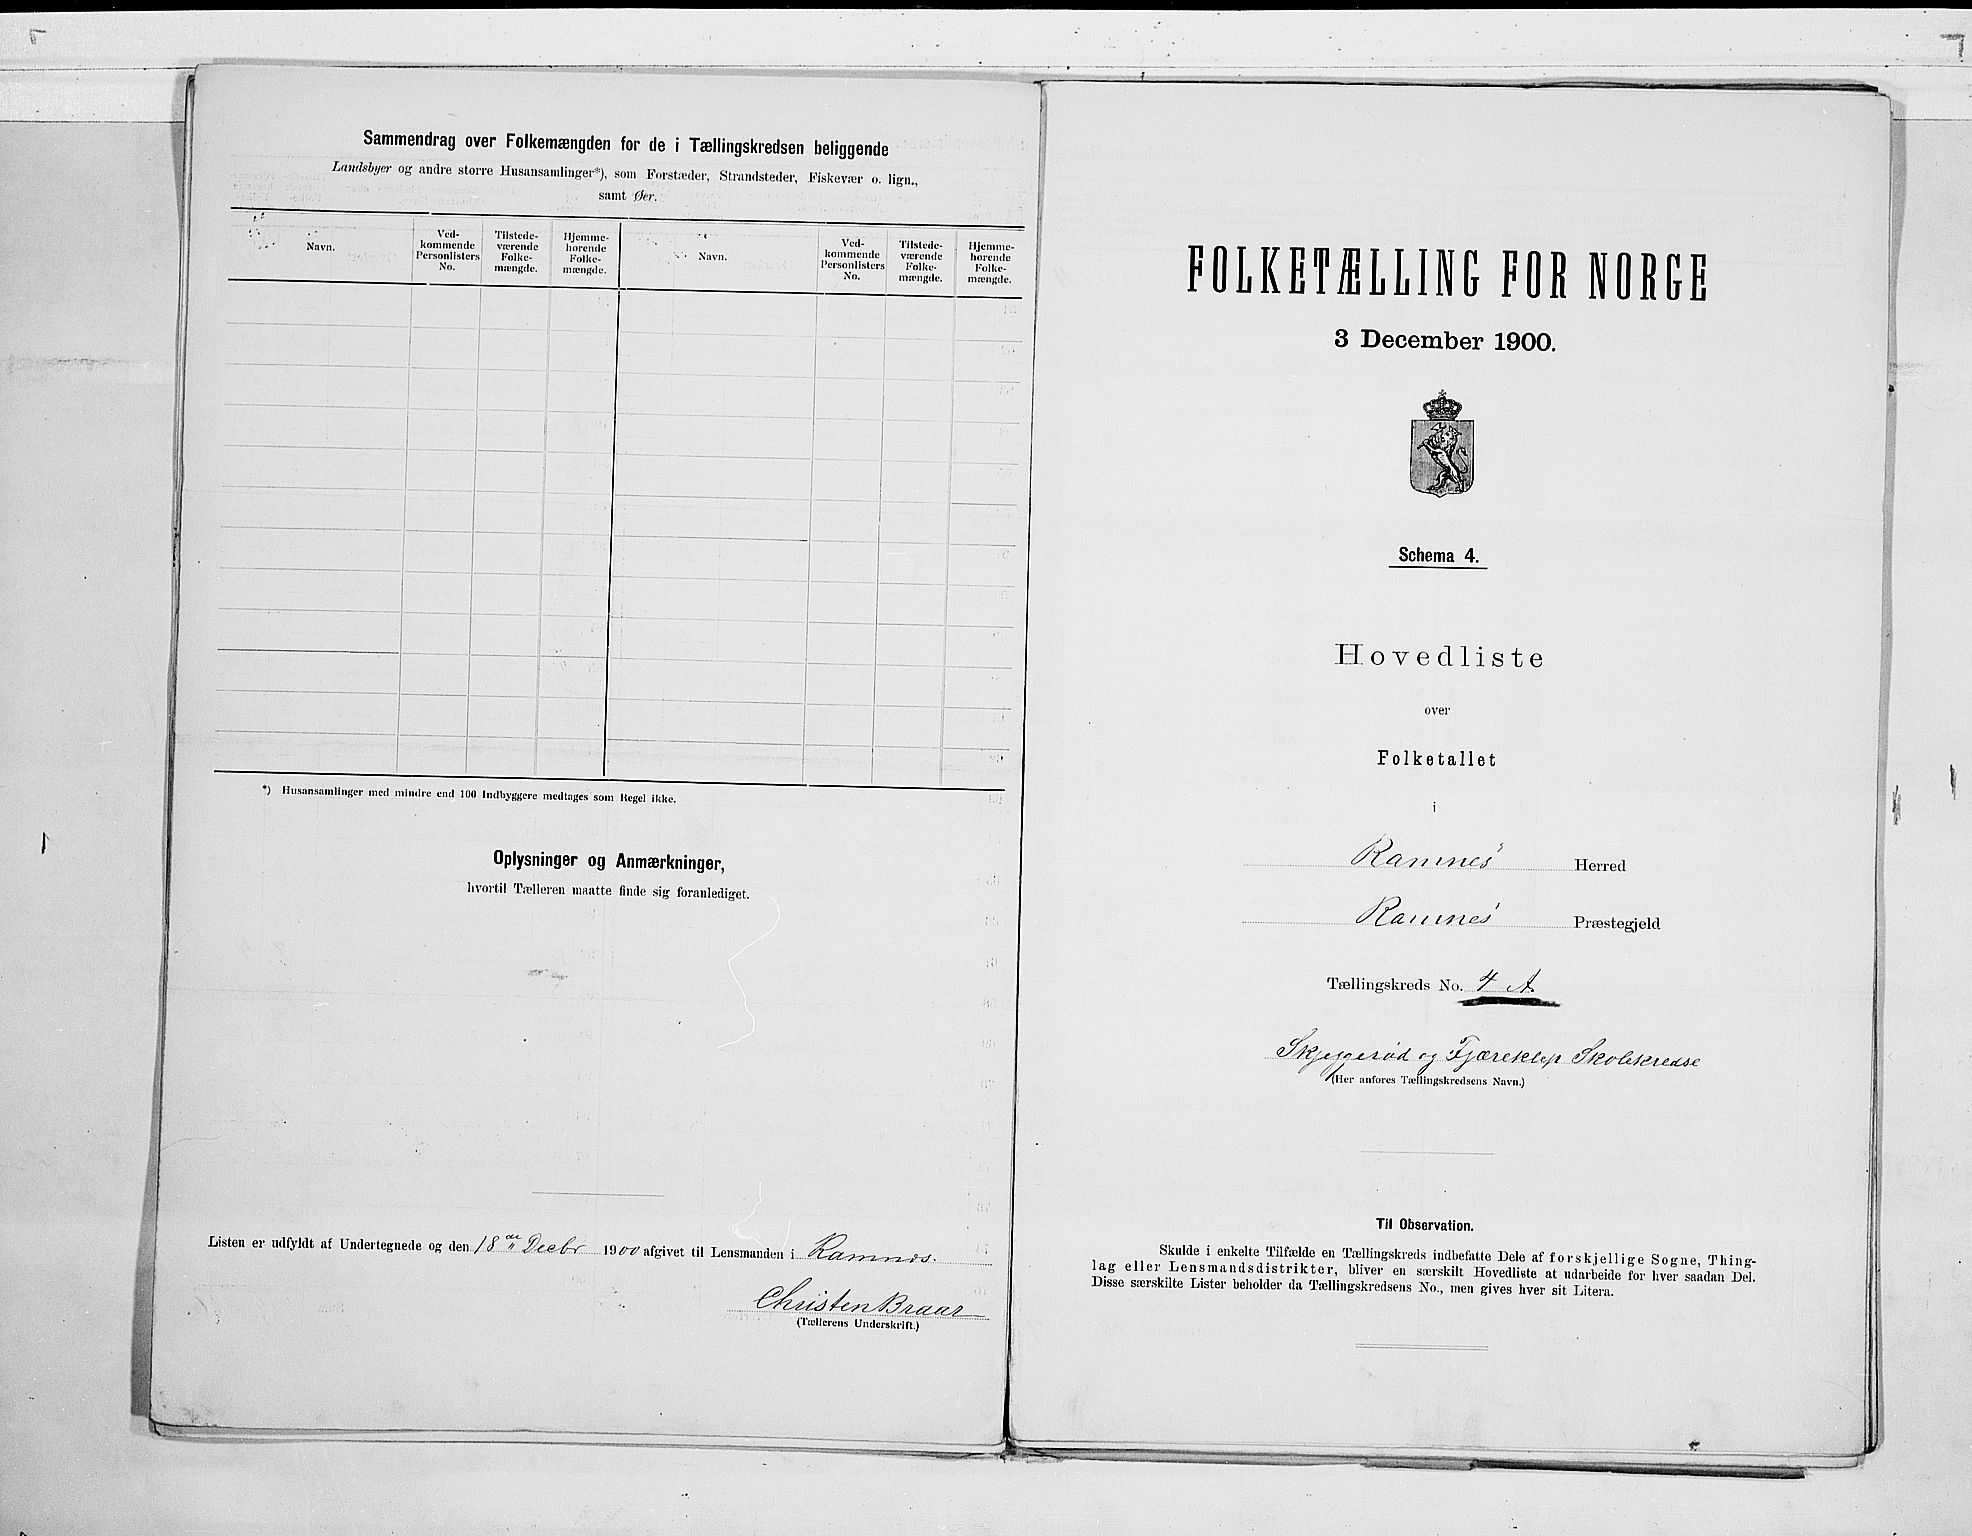 Sammendrag over Folkemængden for de i Tællingskredsen beliggende
Landsbyer og andre større Husansamlinger*), som Forstæder, Strandsteder, Fiskevær o. lign.,
samt Øer.
Navn.
Ved-
kommende
Personlisters
No.
Tilstede-
værende
Folke-
mængde.
Hjemme-
hørende
Folke-
mængde.
Navn.
Ved-
kommende
Personlisters
No.
Tilstede-
værende
Folke-
mængde.
Hjemme-
hørende
Folke-
mængde.
*) Husansamlinger med mindre end 100 Indbyggere medtages som Regel ikke.
Oplysninger og Anmærkninger,
hvortil Tælleren maatte finde sig foranlediget.
Listen er udfyldt af Undertegnede og den 18de Decbr 1900 afgivet til Lensmanden i Ramnes.
Christen Braar
(Tællerens Underskrift.)
FOLKETÆLLING FOR NORGE
3 December 1900.
Schema 4.
Hovedliste
over
Folketallet
i
Ramnes Herred
Ramnes Præstegjeld
Tællingskreds No. 4 A
Skjeggerød og Fjæreklep Skolekredse
(Her anføres Tællingskredsens Navn.)
Til Observation.
Skulde i enkelte Tilfælde en Tællingskreds indbefatte Dele af forskjellige Sogne, Thing-
lag eller Lensmandsdistrikter, bliver en særskilt Hovedliste at udarbeide for hver saadan Del.
Disse særskilte Lister beholder da Tællingskredsens No., men gives hver sit Litera.